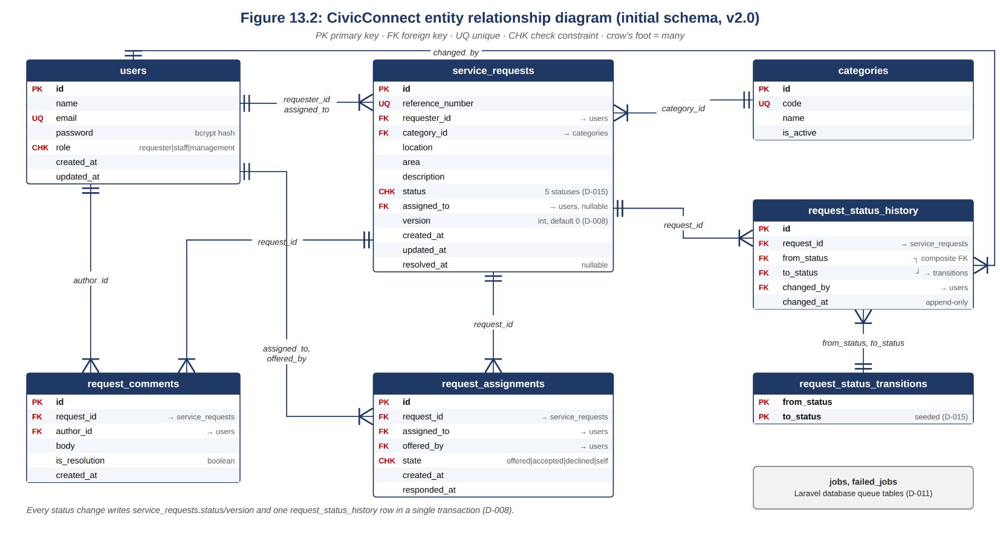 Figure 13.2: CivicConnect entity relationship diagram (initial schema, v2.0)
PK primary key · FK foreign key · UQ unique · CHK check constraint · crow's foot = many
changed_by
users
PK id
name
UQ email
password bcrypt hash
CHK role requester|staff|management
created_at
updated_at
requester_id
assigned_to
service_requests
PK id
UQ reference_number
FK requester_id → users
FK category_id → categories
location
area
description
CHK status 5 statuses (D-015)
FK assigned_to → users, nullable
version int, default 0 (D-008)
created_at
updated_at
resolved_at nullable
category_id
categories
PK id
UQ code
name
is_active
request_id
request_status_history
PK id
FK request_id → service_requests
FK from_status ┐ composite FK
FK to_status ┘ → transitions
FK changed_by → users
changed_at append-only
request_id
author_id
request_id
assigned_to,
offered_by
from_status, to_status
request_comments
PK id
FK request_id → service_requests
FK author_id → users
body
is_resolution boolean
created_at
request_assignments
PK id
FK request_id → service_requests
FK assigned_to → users
FK offered_by → users
CHK state offered|accepted|declined|self
created_at
responded_at
request_status_transitions
PK from_status
PK to_status seeded (D-015)
jobs, failed_jobs
Laravel database queue tables (D-011)
Every status change writes service_requests.status/version and one request_status_history row in a single transaction (D-008).